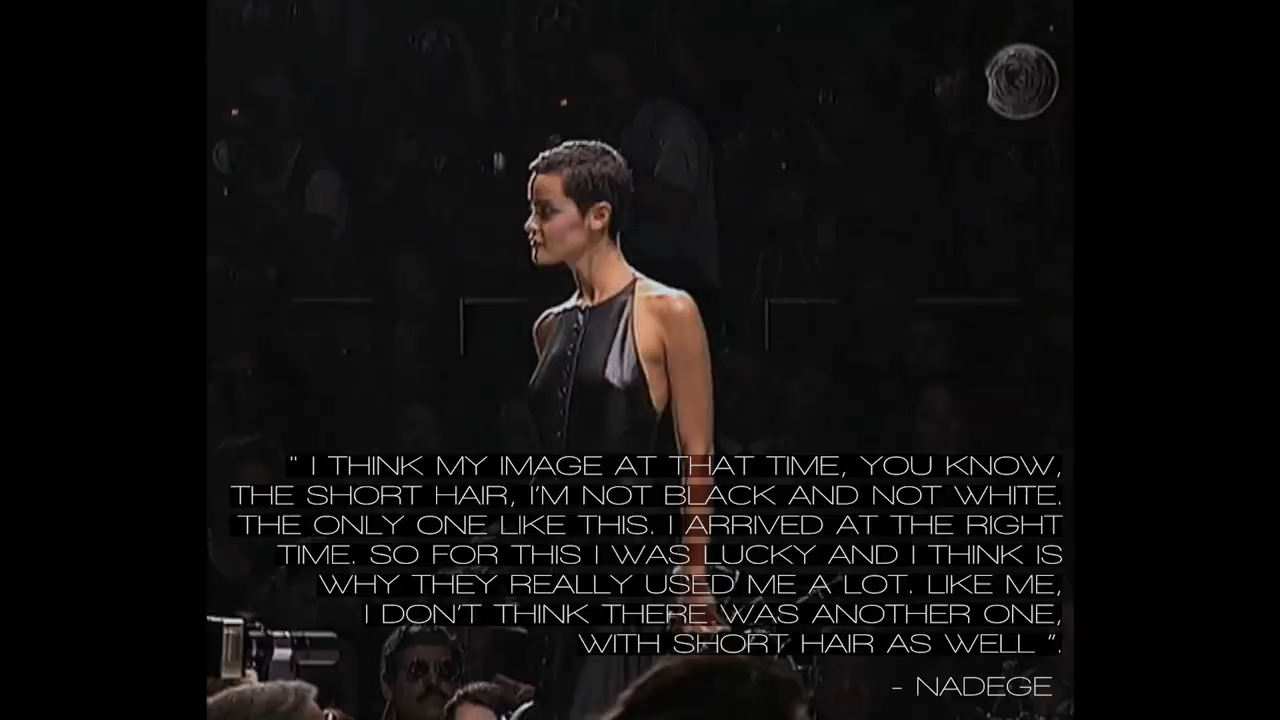 " I THINK MY IMAGE AT THAT TIME, YOU KNOW,
THE SHORT HAIR, I'M NOT BLACK AND NOT WHITE.
THE ONLY ONE LIKE THIS. I ARRIVED AT THE RIGHT
TIME. SO FOR THIS I WAS LUCKY AND I THINK IS
WHY THEY REALLY USED ME A LOT. LIKE ME,
I DON'T THINK THERE WAS ANOTHER ONE,
WITH SHORT HAIR AS WELL ".
- NADEGE